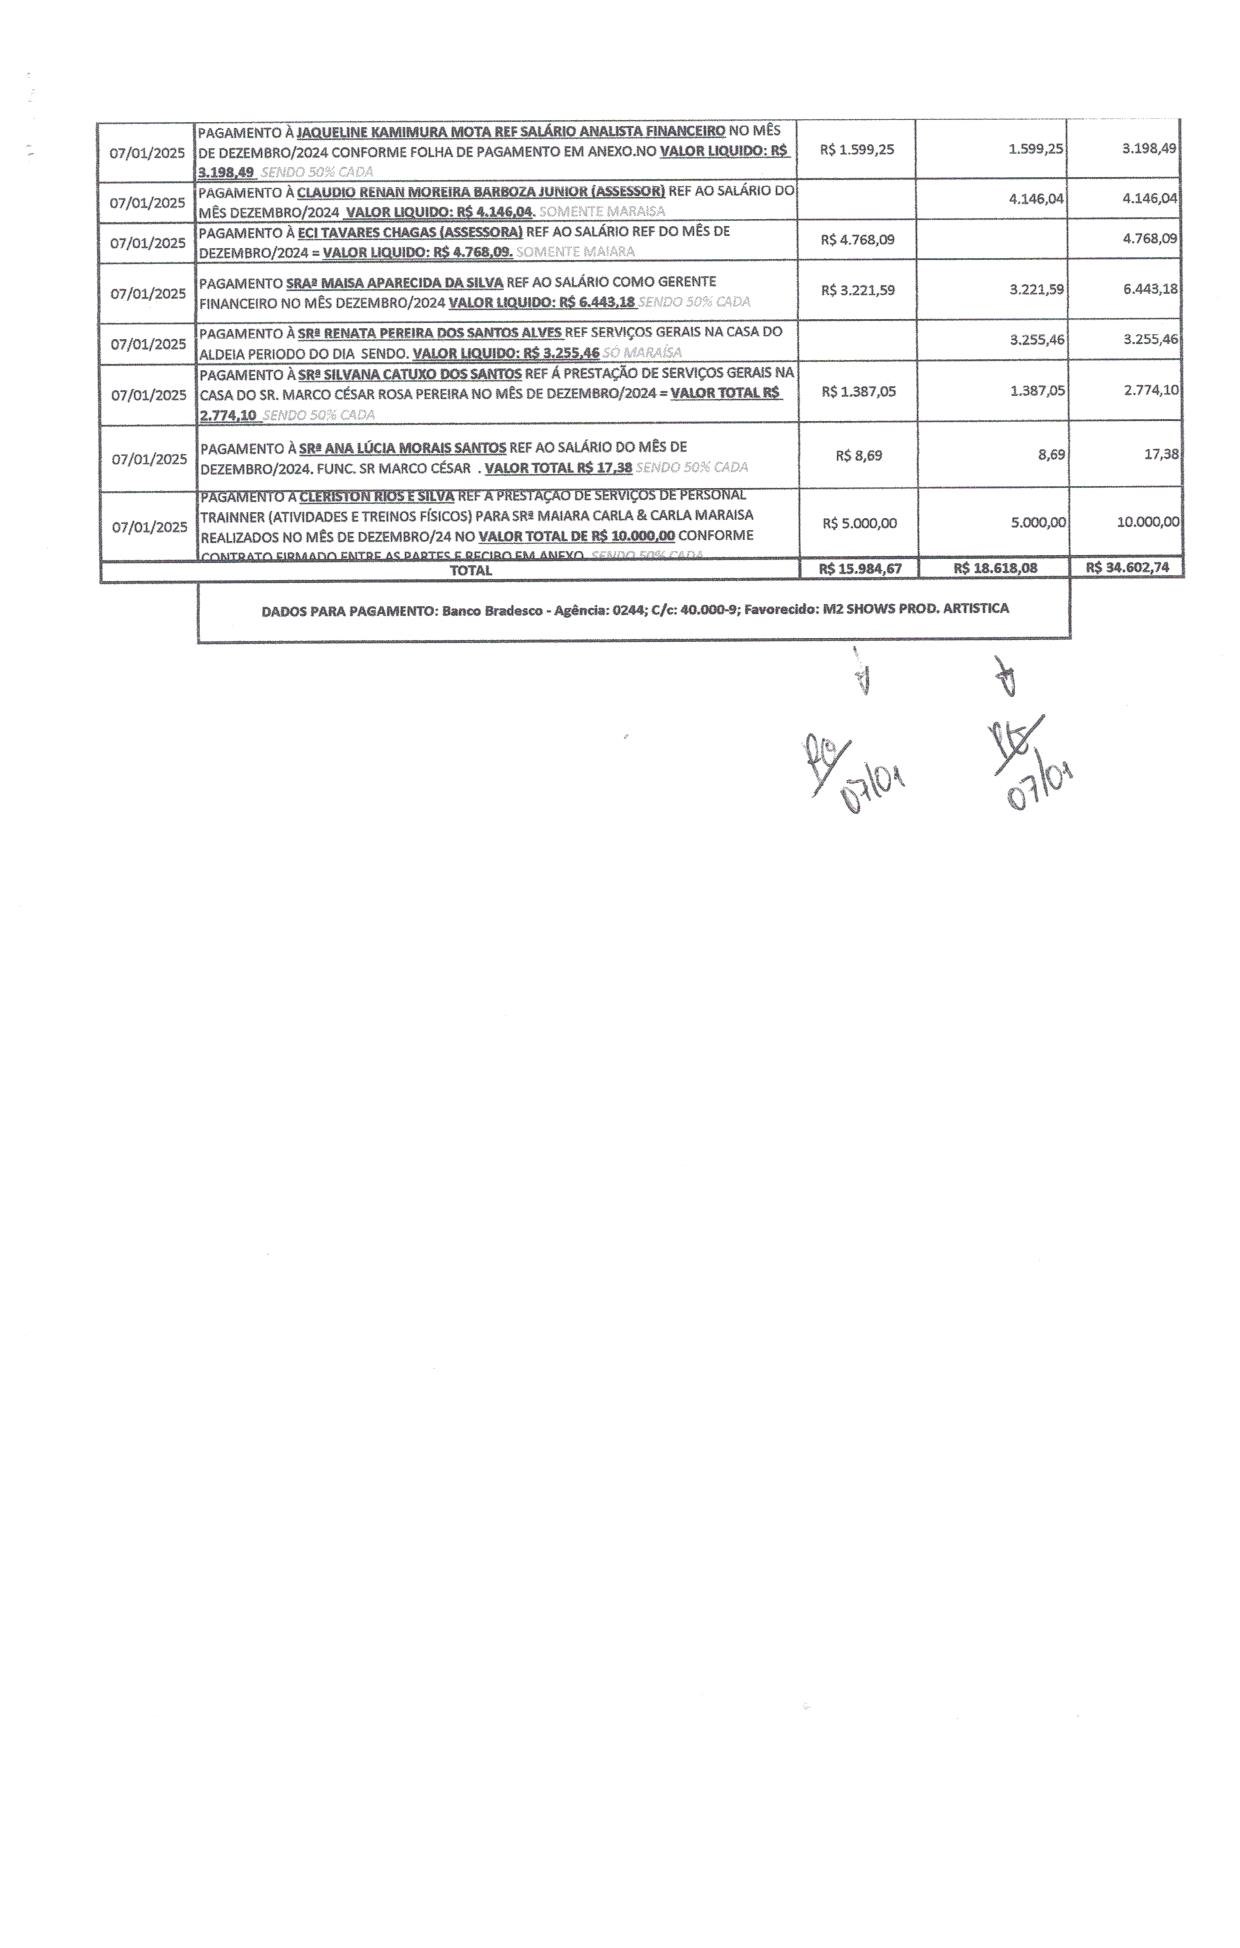 07/01/2025 PAGAMENTO À JAQUELINE KAMIMURA MOTA REF SALÁRIO ANALISTA FINANCEIRO NO MÊS
DE DEZEMBRO/2024 CONFORME FOLHA DE PAGAMENTO EM ANEXO.NO VALOR LIQUIDO: R$
3.198,49 SENDO 50% CADA R$ 1.599,25 1.599,25 3.198,49
07/01/2025 PAGAMENTO À CLAUDIO RENAN MOREIRA BARBOZA JUNIOR (ASSESSOR) REF AO SALÁRIO DO
MÊS DEZEMBRO/2024 VALOR LIQUIDO: R$ 4.146,04. SOMENTE MARAISA 4.146,04 4.146,04
07/01/2025 PAGAMENTO À ECI TAVARES CHAGAS (ASSESSORA) REF AO SALÁRIO REF DO MÊS DE
DEZEMBRO/2024 = VALOR LIQUIDO: R$ 4.768,09. SOMENTE MAIARA R$ 4.768,09 4.768,09
07/01/2025 PAGAMENTO SRAª MAISA APARECIDA DA SILVA REF AO SALÁRIO COMO GERENTE
FINANCEIRO NO MÊS DEZEMBRO/2024 VALOR LIQUIDO: R$ 6.443,18 SENDO 50% CADA R$ 3.221,59 3.221,59 6.443,18
07/01/2025 PAGAMENTO À SRª RENATA PEREIRA DOS SANTOS ALVES REF SERVIÇOS GERAIS NA CASA DO
ALDEIA PERIODO DO DIA SENDO. VALOR LIQUIDO: R$ 3.255,46 SÓ MARAÍSA 3.255,46 3.255,46
07/01/2025 PAGAMENTO À SRª SILVANA CATUXO DOS SANTOS REF Á PRESTAÇÃO DE SERVIÇOS GERAIS NA
CASA DO SR. MARCO CÉSAR ROSA PEREIRA NO MÊS DE DEZEMBRO/2024 = VALOR TOTAL R$
2.774,10 SENDO 50% CADA R$ 1.387,05 1.387,05 2.774,10
07/01/2025 PAGAMENTO À SRª ANA LÚCIA MORAIS SANTOS REF AO SALÁRIO DO MÊS DE
DEZEMBRO/2024. FUNC. SR MARCO CÉSAR . VALOR TOTAL R$ 17,38 SENDO 50% CADA R$ 8,69 8,69 17,38
07/01/2025 PAGAMENTO A CLERISTON RIOS E SILVA REF A PRESTAÇÃO DE SERVIÇOS DE PERSONAL
TRAINNER (ATIVIDADES E TREINOS FÍSICOS) PARA SRª MAIARA CARLA & CARLA MARAISA
REALIZADOS NO MÊS DE DEZEMBRO/24 NO VALOR TOTAL DE R$ 10.000,00 CONFORME
CONTRATO FIRMADO ENTRE AS PARTES E RECIBO EM ANEXO. SENDO 50% CADA R$ 5.000,00 5.000,00 10.000,00
TOTAL R$ 15.984,67 R$ 18.618,08 R$ 34.602,74
DADOS PARA PAGAMENTO: Banco Bradesco - Agência: 0244; C/c: 40.000-9; Favorecido: M2 SHOWS PROD. ARTISTICA
07/01 07/01